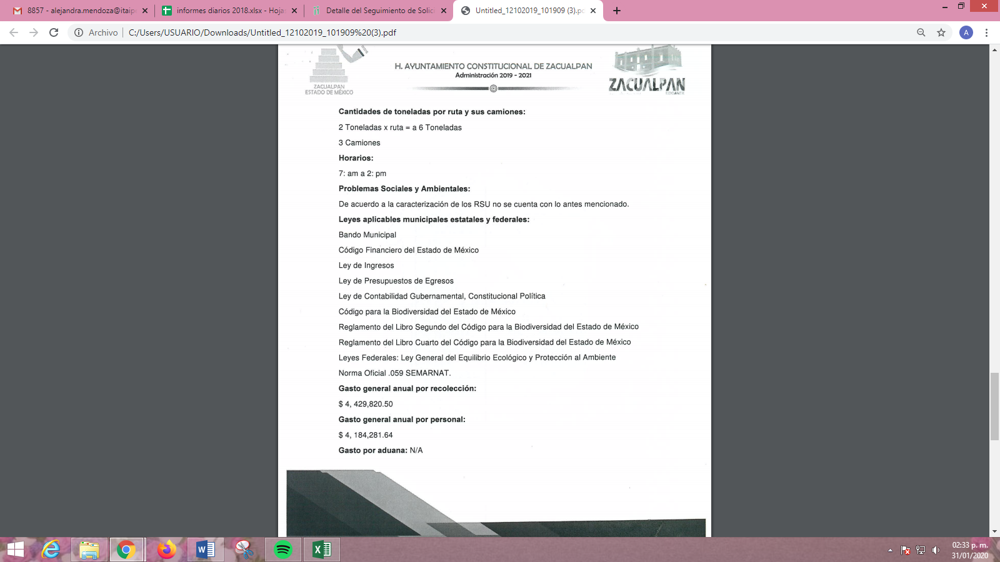 8857 - alejandra.mendoza@itaip
informes diarios 2018.xlsx - Hoja
Detalle del Seguimiento de Solici
Untitled_12102019_101909 (3).pd
Archivo
C:/Users/USUARIO/Downloads/Untitled_12102019_101909%20(3).pdf
A
ZACUALPAN
ESTADO DE MÉXICO
H. AYUNTAMIENTO CONSTITUCIONAL DE ZACUALPAN
Administración 2019 - 2021
ZACUALPAN
EDOMÉX
Cantidades de toneladas por ruta y sus camiones:
2 Toneladas x ruta = a 6 Toneladas
3 Camiones
Horarios:
7: am a 2: pm
Problemas Sociales y Ambientales:
De acuerdo a la caracterización de los RSU no se cuenta con lo antes mencionado.
Leyes aplicables municipales estatales y federales:
Bando Municipal
Código Financiero del Estado de México
Ley de Ingresos
Ley de Presupuestos de Egresos
Ley de Contabilidad Gubernamental, Constitucional Política
Código para la Biodiversidad del Estado de México
Reglamento del Libro Segundo del Código para la Biodiversidad del Estado de México
Reglamento del Libro Cuarto del Código para la Biodiversidad del Estado de México
Leyes Federales: Ley General del Equilibrio Ecológico y Protección al Ambiente
Norma Oficial .059 SEMARNAT.
Gasto general anual por recolección:
$ 4, 429,820.50
Gasto general anual por personal:
$ 4, 184,281.64
Gasto por aduana: N/A
02:33 p. m.
31/01/2020